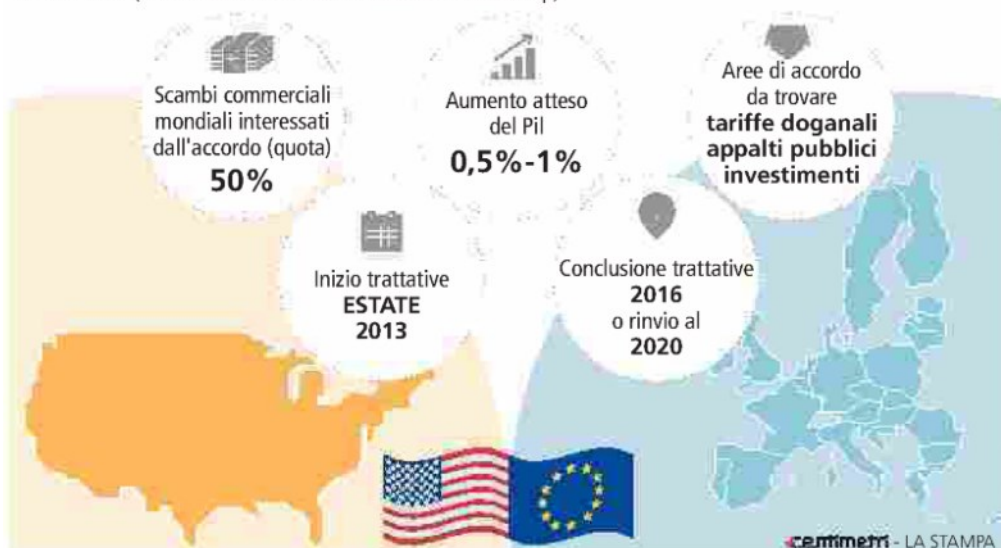 Scambi commerciali
mondiali interessati
dall'accordo (quota)
50%
Aumento atteso
del Pil
0,5%-1%
Aree di accordo
da trovare
tariffe doganali
appalti pubblici
investimenti
Inizio trattative
ESTATE
2013
Conclusione trattative
2016
o rinvio al
2020
centimetri - LA STAMPA